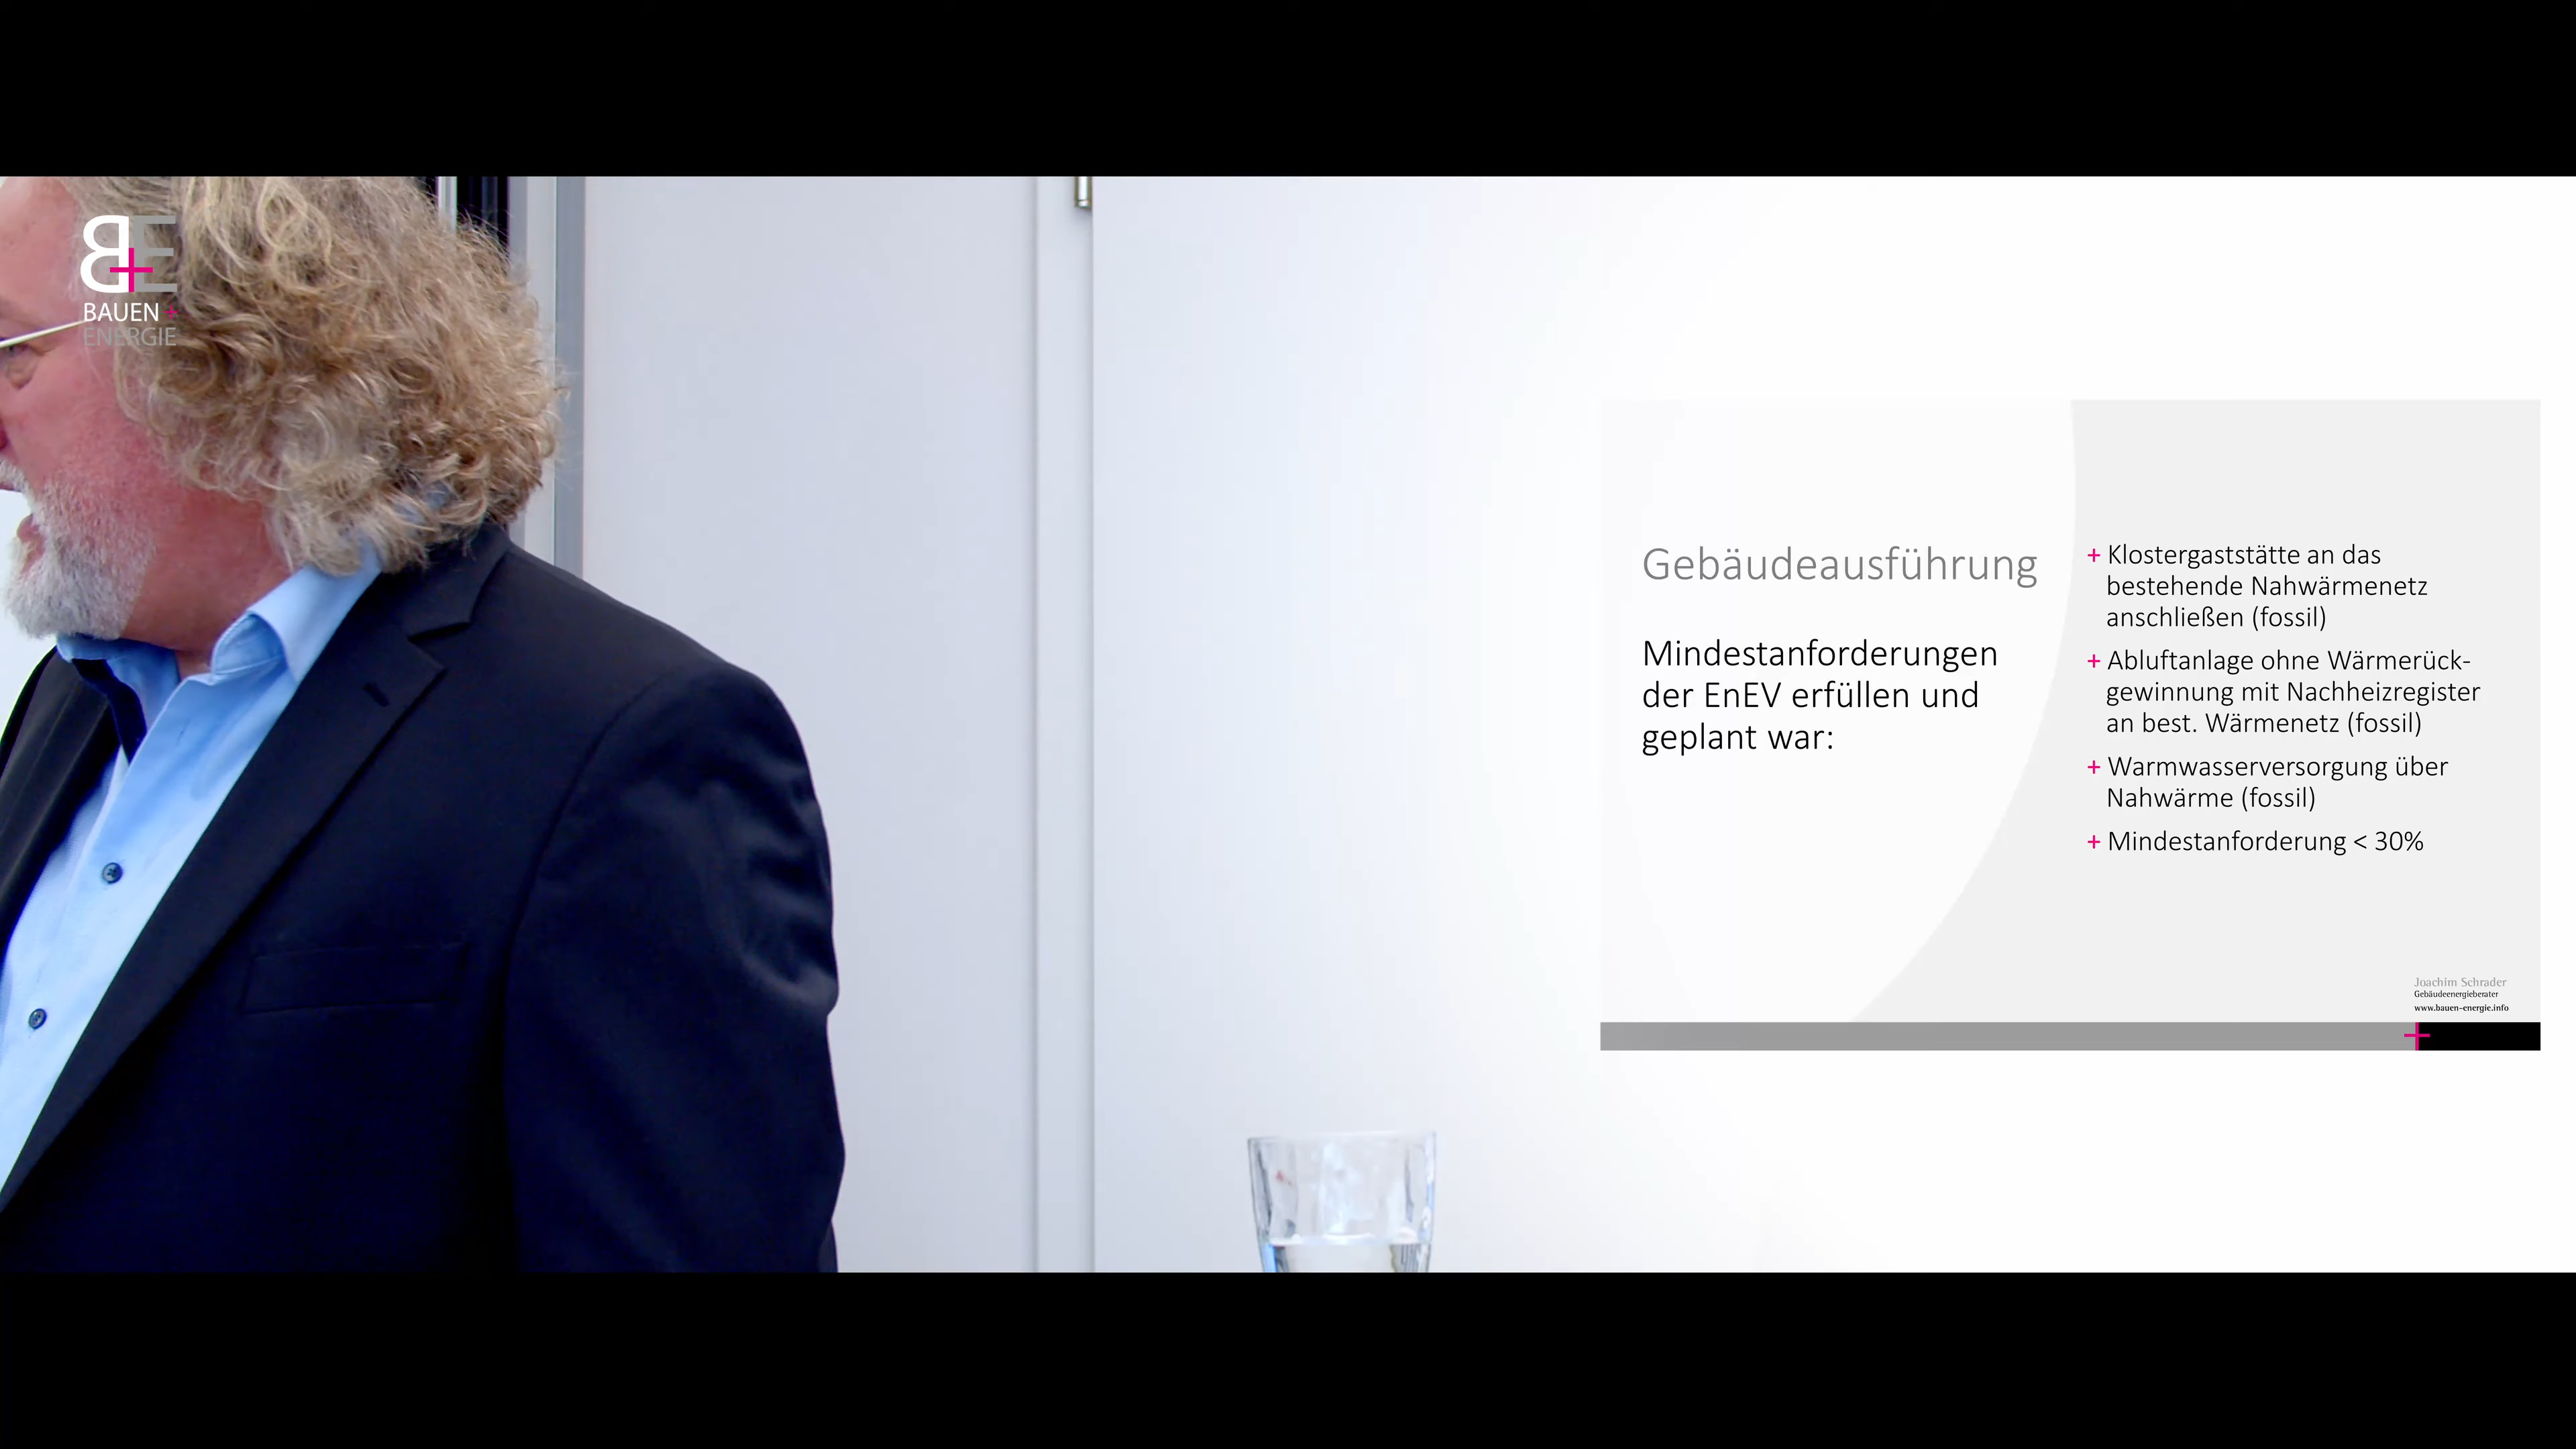 BE
BAUEN +
ENERGIE
Gebäudeausführung
Mindestanforderungen
der EnEV erfüllen und
geplant war:
+ Klostergaststätte an das
bestehende Nahwärmenetz
anschließen (fossil)
+ Abluftanlage ohne Wärmerück-
gewinnung mit Nachheizregister
an best. Wärmenetz (fossil)
+ Warmwasserversorgung über
Nahwärme (fossil)
+ Mindestanforderung < 30%
Joachim Schrader
Gebäudeenergieberater
www.bauen-energie.info